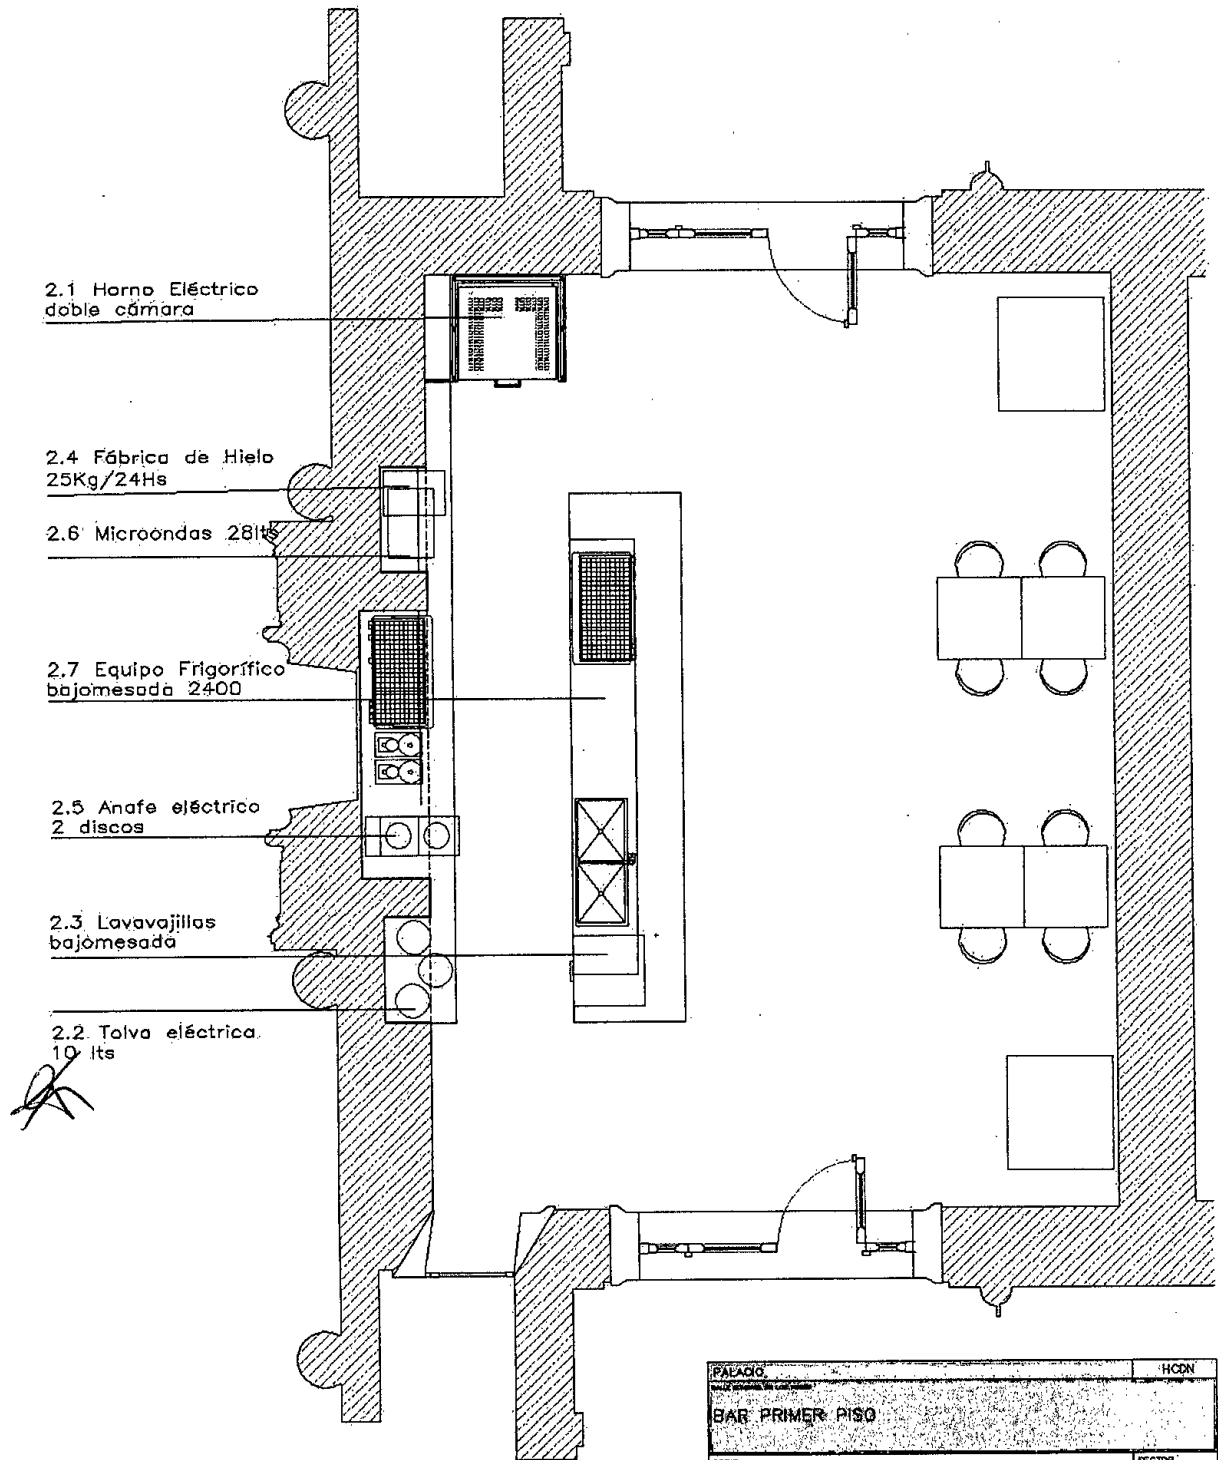 2.1 Horno Eléctrico
doble cámara
2.4 Fábrica de Hielo
25Kg/24Hs
2.6 Microondas 28lts
2.7 Equipo Frigorífico
bajomesada 2400
2.5 Anafe eléctrico
2 discos
2.3 Lavavajillas
bajomesada
2.2 Tolva eléctrica
10 lts
PALACIO
HCDN
BAR PRIMER PISO